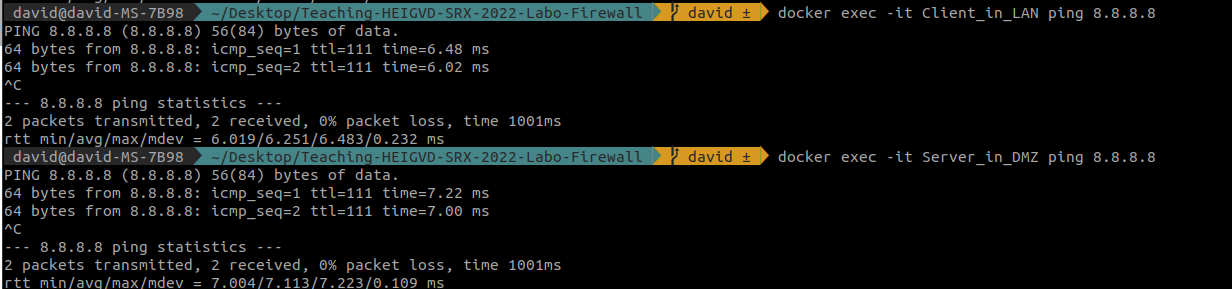 david@david-MS-7B98 ~/Desktop/Teaching-HEIGVD-SRX-2022-Labo-Firewall david ± docker exec -it Client_in_LAN ping 8.8.8.8
PING 8.8.8.8 (8.8.8.8) 56(84) bytes of data.
64 bytes from 8.8.8.8: icmp_seq=1 ttl=111 time=6.48 ms
64 bytes from 8.8.8.8: icmp_seq=2 ttl=111 time=6.02 ms
^C
--- 8.8.8.8 ping statistics ---
2 packets transmitted, 2 received, 0% packet loss, time 1001ms
rtt min/avg/max/mdev = 6.019/6.251/6.483/0.232 ms
david@david-MS-7B98 ~/Desktop/Teaching-HEIGVD-SRX-2022-Labo-Firewall david ± docker exec -it Server_in_DMZ ping 8.8.8.8
PING 8.8.8.8 (8.8.8.8) 56(84) bytes of data.
64 bytes from 8.8.8.8: icmp_seq=1 ttl=111 time=7.22 ms
64 bytes from 8.8.8.8: icmp_seq=2 ttl=111 time=7.00 ms
^C
--- 8.8.8.8 ping statistics ---
2 packets transmitted, 2 received, 0% packet loss, time 1001ms
rtt min/avg/max/mdev = 7.004/7.113/7.223/0.109 ms